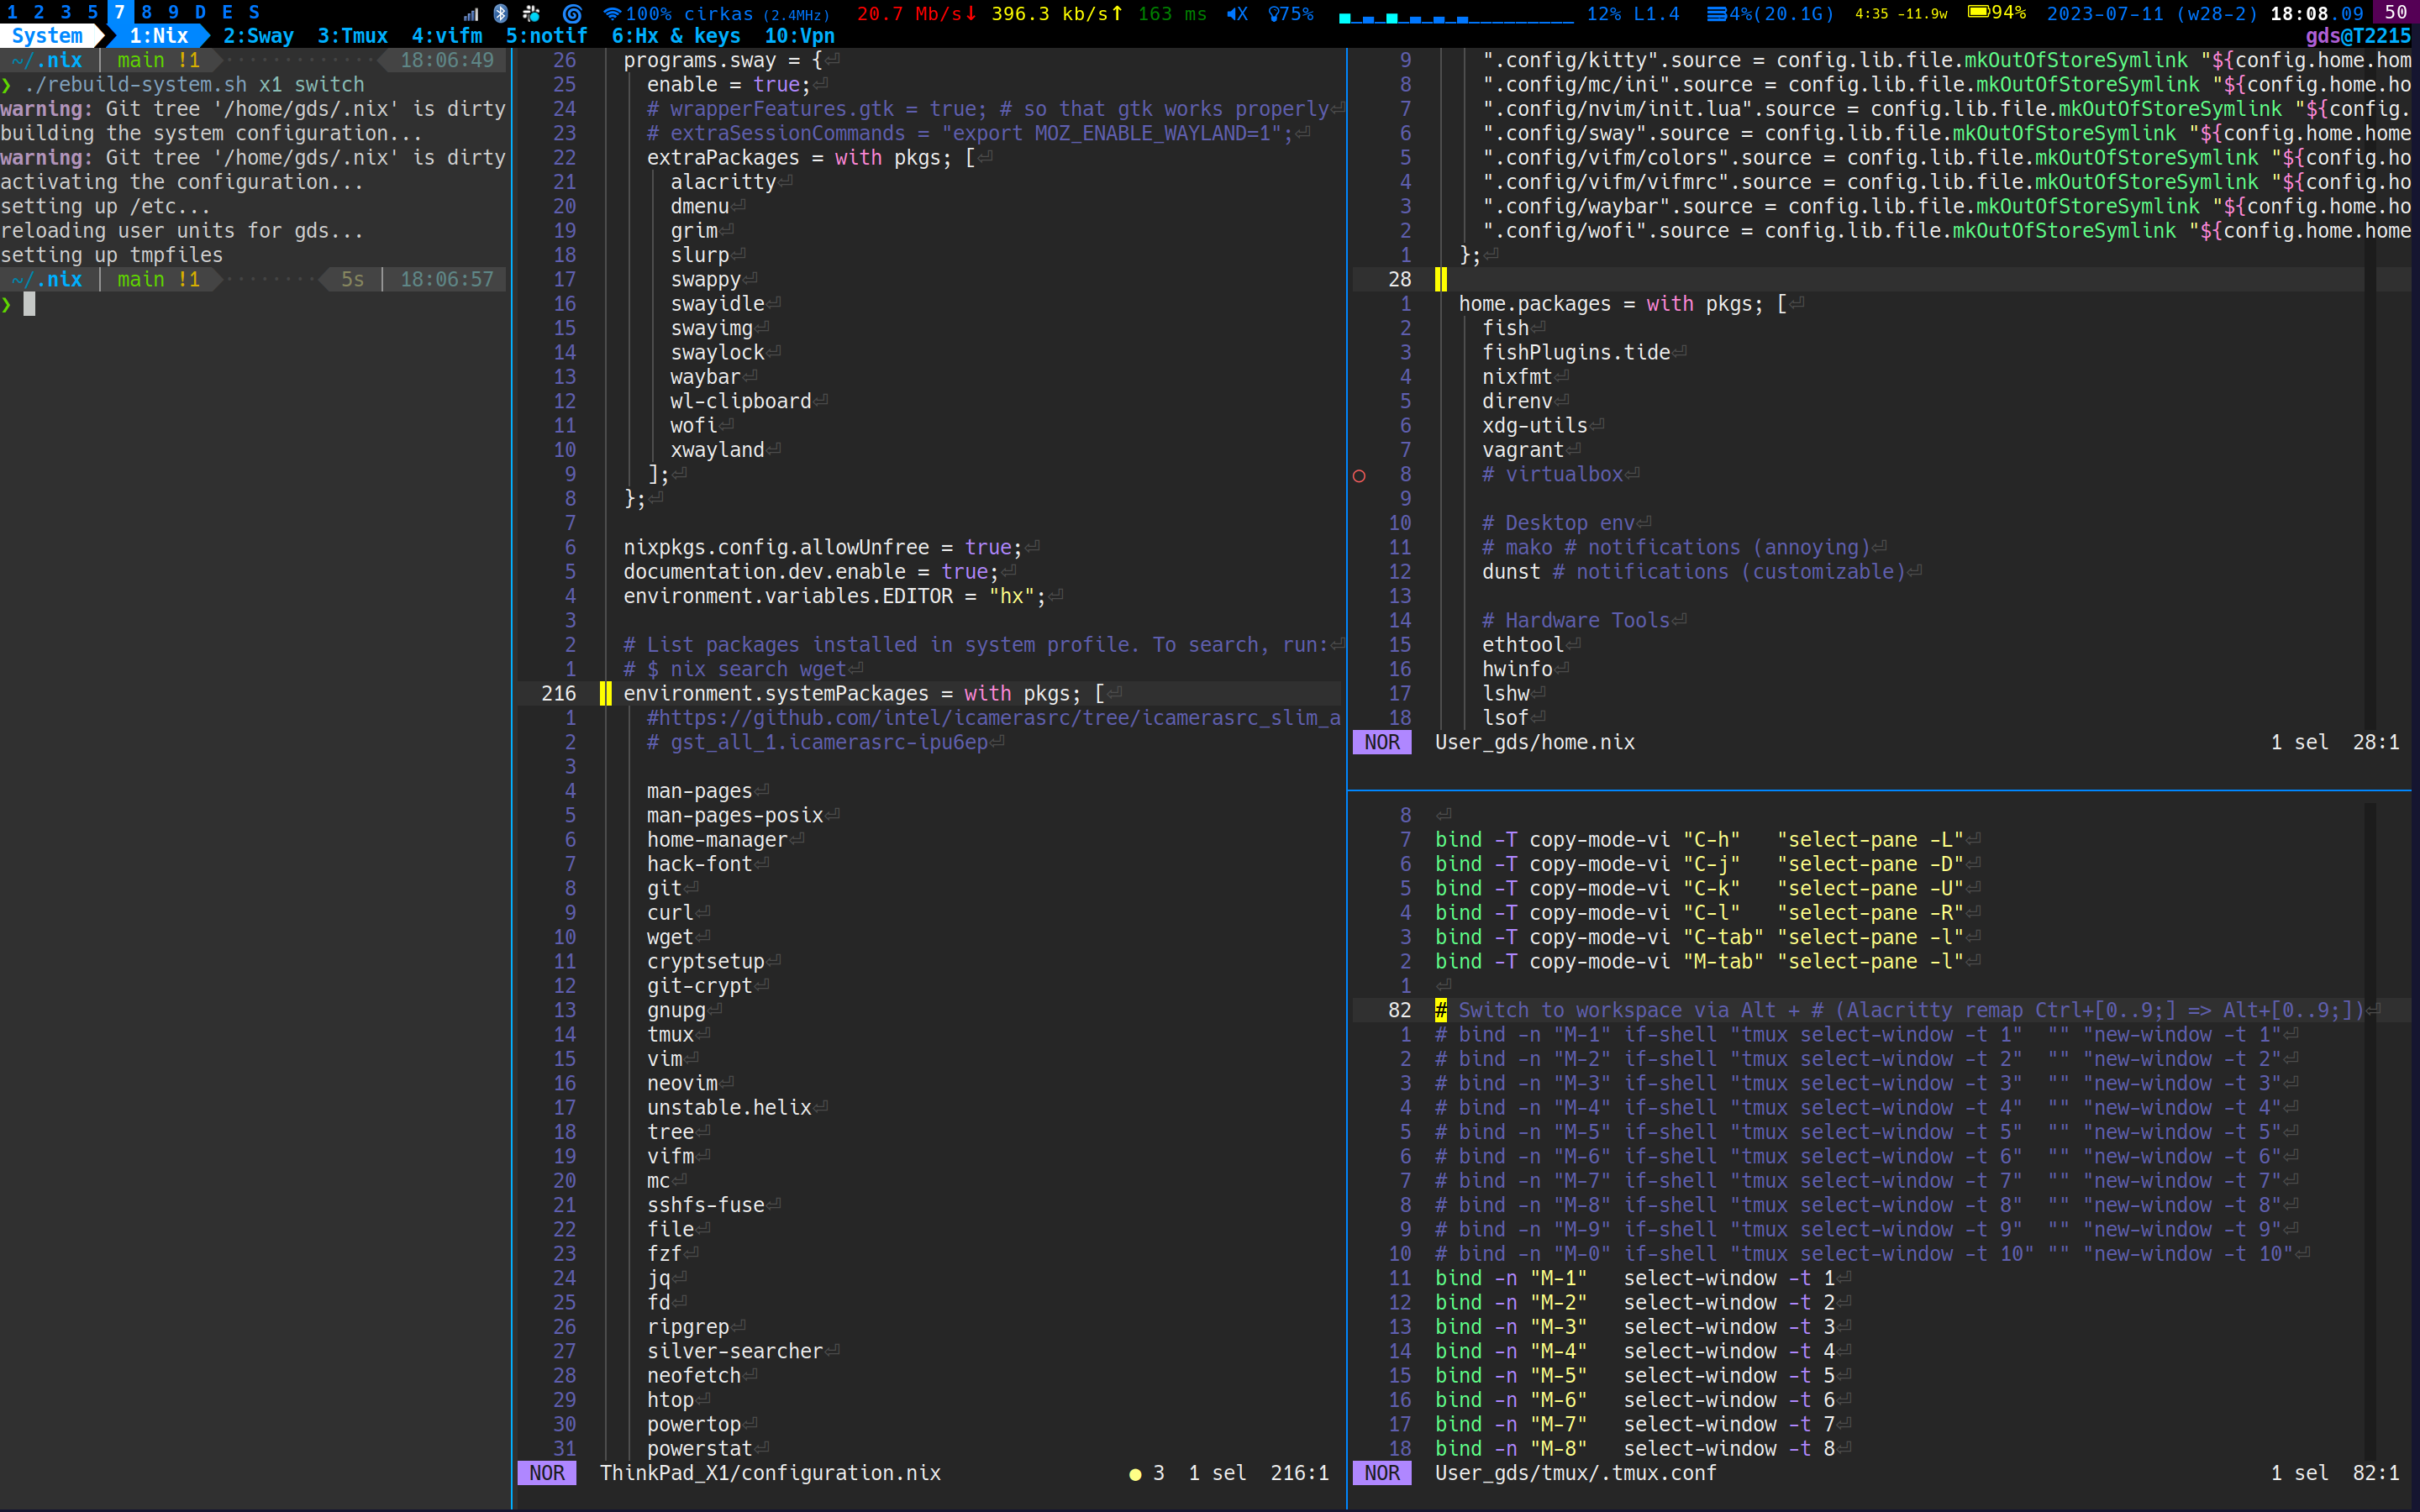 1 2 3 5 7 8 9 D E S 100% cirkas (2.4MHz) 20.7 Mb/s↓ 396.3 kb/s↑ 163 ms X 75% 12% L1.4 4%(20.1G) 4:35 -11.9w 94% 2023-07-11 (w28-2) 18:08.09 50
System 1:Nix 2:Sway 3:Tmux 4:vifm 5:notif 6:Hx & keys 10:Vpn gds@T2215
~/.nix main !1 18:06:49
❯ ./rebuild-system.sh x1 switch
warning: Git tree '/home/gds/.nix' is dirty
building the system configuration...
warning: Git tree '/home/gds/.nix' is dirty
activating the configuration...
setting up /etc...
reloading user units for gds...
setting up tmpfiles
~/.nix main !1 5s 18:06:57
❯
26 programs.sway = {⏎
25 enable = true;⏎
24 # wrapperFeatures.gtk = true; # so that gtk works properly⏎
23 # extraSessionCommands = "export MOZ_ENABLE_WAYLAND=1";⏎
22 extraPackages = with pkgs; [⏎
21 alacritty⏎
20 dmenu⏎
19 grim⏎
18 slurp⏎
17 swappy⏎
16 swayidle⏎
15 swayimg⏎
14 swaylock⏎
13 waybar⏎
12 wl-clipboard⏎
11 wofi⏎
10 xwayland⏎
9 ];⏎
8 };⏎
7
6 nixpkgs.config.allowUnfree = true;⏎
5 documentation.dev.enable = true;⏎
4 environment.variables.EDITOR = "hx";⏎
3
2 # List packages installed in system profile. To search, run:⏎
1 # $ nix search wget⏎
216 environment.systemPackages = with pkgs; [⏎
1 #https://github.com/intel/icamerasrc/tree/icamerasrc_slim_a
2 # gst_all_1.icamerasrc-ipu6ep⏎
3
4 man-pages⏎
5 man-pages-posix⏎
6 home-manager⏎
7 hack-font⏎
8 git⏎
9 curl⏎
10 wget⏎
11 cryptsetup⏎
12 git-crypt⏎
13 gnupg⏎
14 tmux⏎
15 vim⏎
16 neovim⏎
17 unstable.helix⏎
18 tree⏎
19 vifm⏎
20 mc⏎
21 sshfs-fuse⏎
22 file⏎
23 fzf⏎
24 jq⏎
25 fd⏎
26 ripgrep⏎
27 silver-searcher⏎
28 neofetch⏎
29 htop⏎
30 powertop⏎
31 powerstat⏎
NOR ThinkPad_X1/configuration.nix ● 3 1 sel 216:1
9 ".config/kitty".source = config.lib.file.mkOutOfStoreSymlink "${config.home.hom
8 ".config/mc/ini".source = config.lib.file.mkOutOfStoreSymlink "${config.home.ho
7 ".config/nvim/init.lua".source = config.lib.file.mkOutOfStoreSymlink "${config.
6 ".config/sway".source = config.lib.file.mkOutOfStoreSymlink "${config.home.home
5 ".config/vifm/colors".source = config.lib.file.mkOutOfStoreSymlink "${config.ho
4 ".config/vifm/vifmrc".source = config.lib.file.mkOutOfStoreSymlink "${config.ho
3 ".config/waybar".source = config.lib.file.mkOutOfStoreSymlink "${config.home.ho
2 ".config/wofi".source = config.lib.file.mkOutOfStoreSymlink "${config.home.home
1 };⏎
28
1 home.packages = with pkgs; [⏎
2 fish⏎
3 fishPlugins.tide⏎
4 nixfmt⏎
5 direnv⏎
6 xdg-utils⏎
7 vagrant⏎
○ 8 # virtualbox⏎
9
10 # Desktop env⏎
11 # mako # notifications (annoying)⏎
12 dunst # notifications (customizable)⏎
13
14 # Hardware Tools⏎
15 ethtool⏎
16 hwinfo⏎
17 lshw⏎
18 lsof⏎
NOR User_gds/home.nix 1 sel 28:1
8 ⏎
7 bind -T copy-mode-vi "C-h" "select-pane -L"⏎
6 bind -T copy-mode-vi "C-j" "select-pane -D"⏎
5 bind -T copy-mode-vi "C-k" "select-pane -U"⏎
4 bind -T copy-mode-vi "C-l" "select-pane -R"⏎
3 bind -T copy-mode-vi "C-tab" "select-pane -l"⏎
2 bind -T copy-mode-vi "M-tab" "select-pane -l"⏎
1 ⏎
82 # Switch to workspace via Alt + # (Alacritty remap Ctrl+[0..9;] => Alt+[0..9;])⏎
1 # bind -n "M-1" if-shell "tmux select-window -t 1" "" "new-window -t 1"⏎
2 # bind -n "M-2" if-shell "tmux select-window -t 2" "" "new-window -t 2"⏎
3 # bind -n "M-3" if-shell "tmux select-window -t 3" "" "new-window -t 3"⏎
4 # bind -n "M-4" if-shell "tmux select-window -t 4" "" "new-window -t 4"⏎
5 # bind -n "M-5" if-shell "tmux select-window -t 5" "" "new-window -t 5"⏎
6 # bind -n "M-6" if-shell "tmux select-window -t 6" "" "new-window -t 6"⏎
7 # bind -n "M-7" if-shell "tmux select-window -t 7" "" "new-window -t 7"⏎
8 # bind -n "M-8" if-shell "tmux select-window -t 8" "" "new-window -t 8"⏎
9 # bind -n "M-9" if-shell "tmux select-window -t 9" "" "new-window -t 9"⏎
10 # bind -n "M-0" if-shell "tmux select-window -t 10" "" "new-window -t 10"⏎
11 bind -n "M-1" select-window -t 1⏎
12 bind -n "M-2" select-window -t 2⏎
13 bind -n "M-3" select-window -t 3⏎
14 bind -n "M-4" select-window -t 4⏎
15 bind -n "M-5" select-window -t 5⏎
16 bind -n "M-6" select-window -t 6⏎
17 bind -n "M-7" select-window -t 7⏎
18 bind -n "M-8" select-window -t 8⏎
NOR User_gds/tmux/.tmux.conf 1 sel 82:1